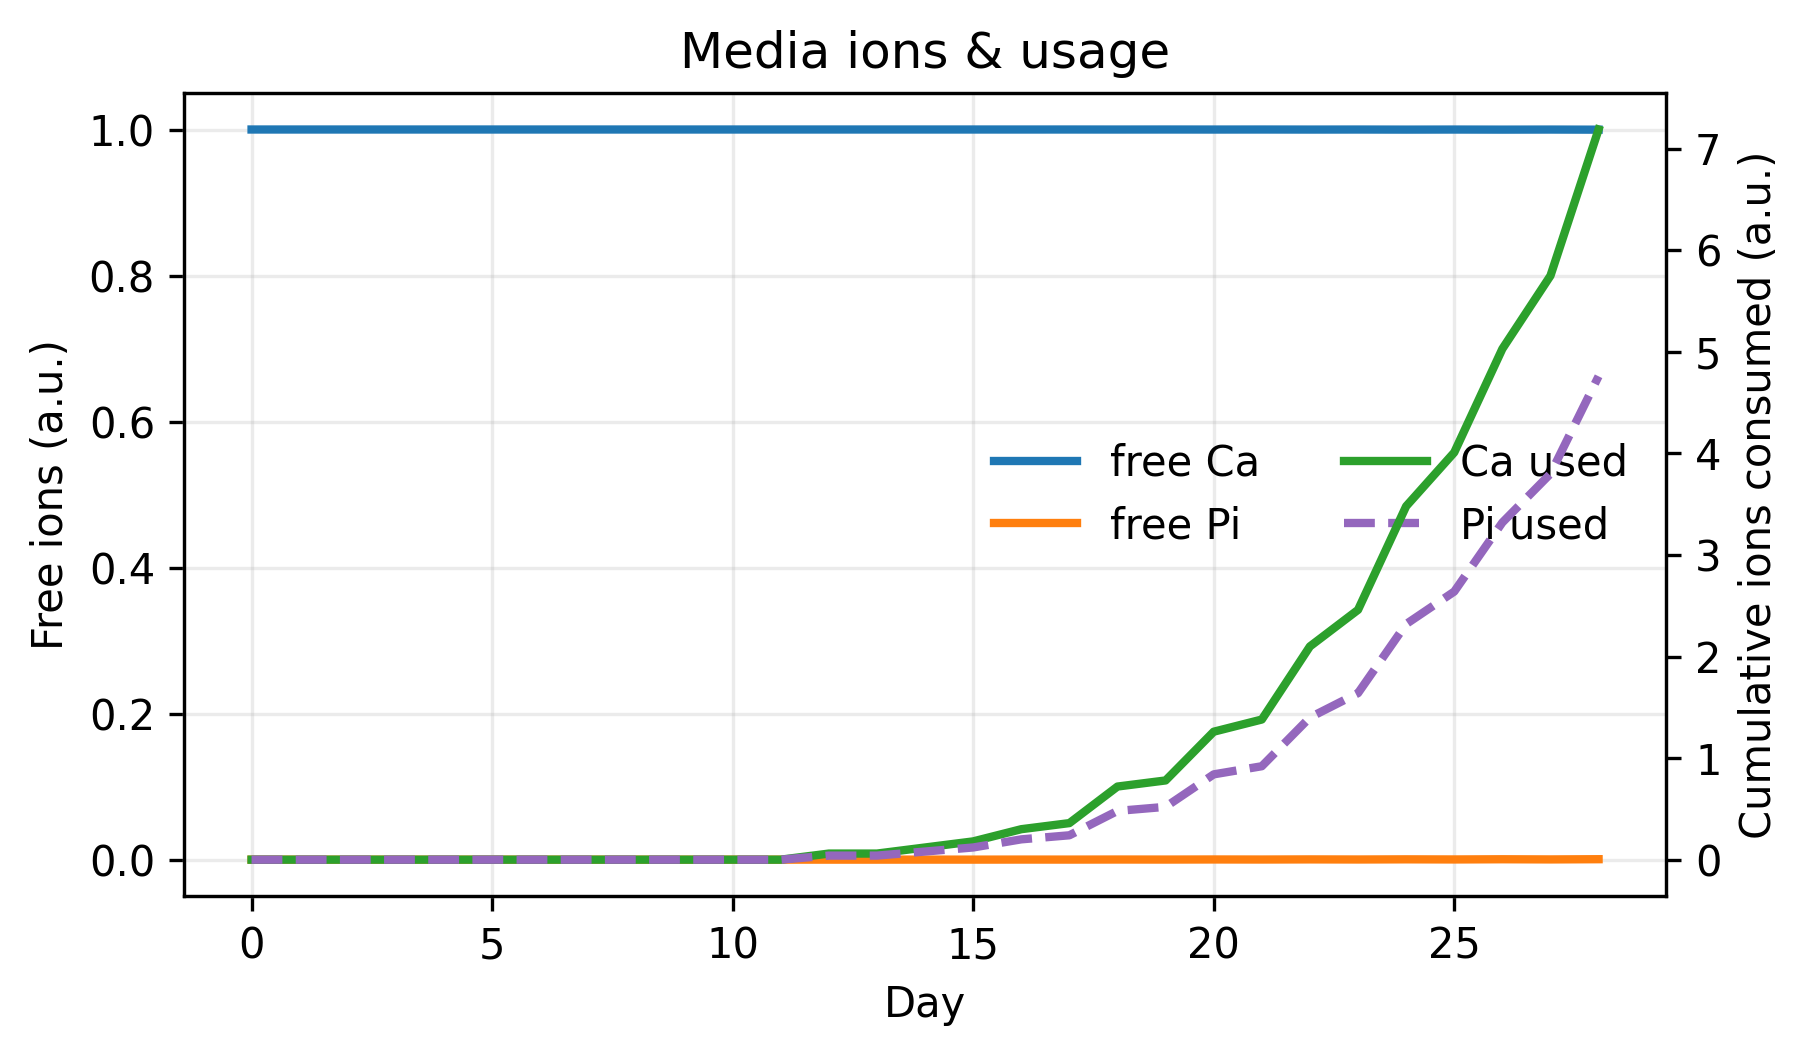 Media ions & usage
Free ions (a.u.)
1.0
0.8
0.6
0.4
0.2
0.0
free Ca
free Pi
Ca used
Pi used
7
6
5
4
3
2
1
0
Cumulative ions consumed (a.u.)
0 5 10 15 20 25
Day